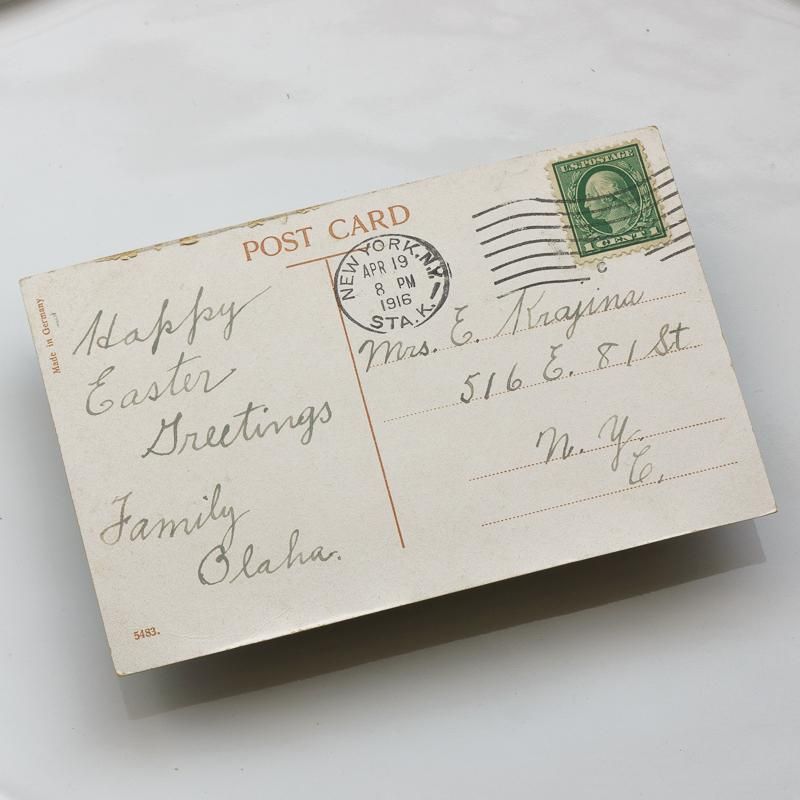 POST CARD
Made in Germany
NEW YORK, N.Y.
APR 19
8 PM
1916
STA. K.
1
U.S. POSTAGE
1 CENT 1
C
Happy
Easter
Greetings
Family
Olaha.
Mrs. E. Krajina
516 E. 81 St
N. Y.
C.
5483.